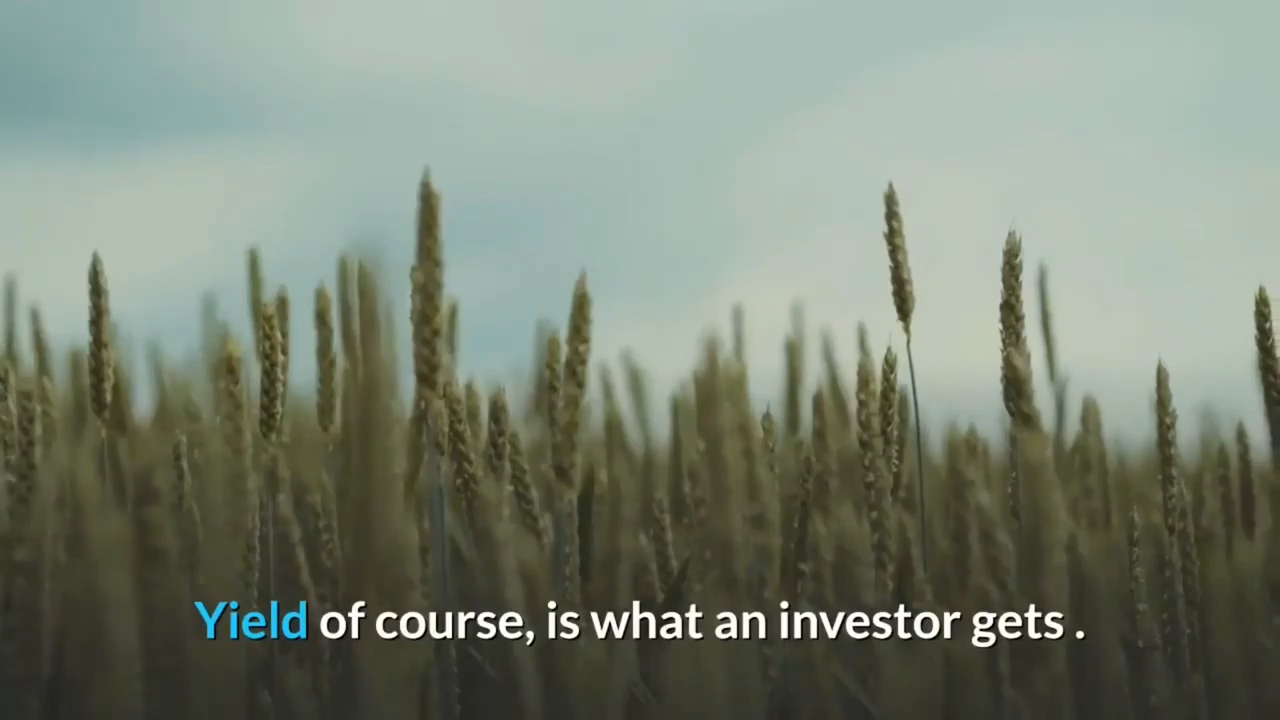 Yield of course, is what an investor gets .